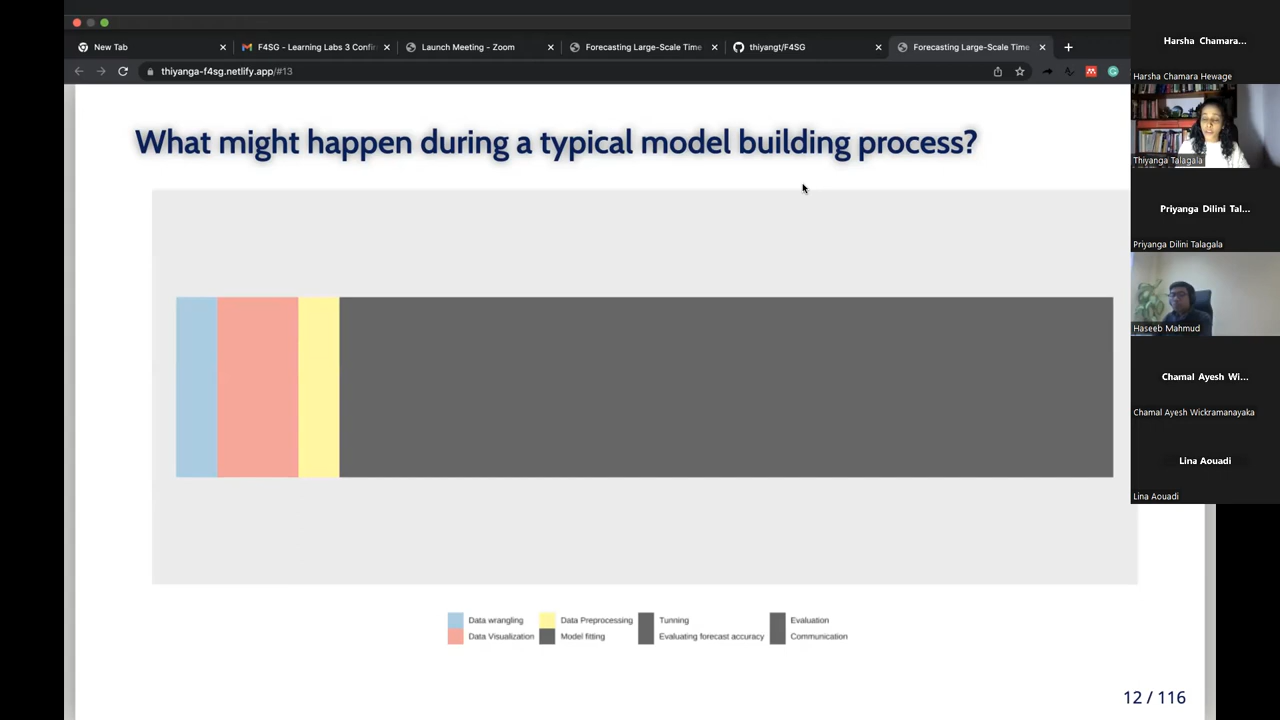 New Tab
F4SG - Learning Labs 3 Confir
Launch Meeting - Zoom
Forecasting Large-Scale Time
thiyangt/F4SG
Forecasting Large-Scale Time
thiyanga-f4sg.netlify.app/#13
What might happen during a typical model building process?
Data wrangling
Data Preprocessing
Tunning
Evaluation
Data Visualization
Model fitting
Evaluating forecast accuracy
Communication
12 / 116
Harsha Chamara...
Harsha Chamara Hewage
Thiyanga Talagala
Priyanga Dilini Tal...
Priyanga Dilini Talagala
Haseeb Mahmud
Chamal Ayesh Wi...
Chamal Ayesh Wickramanayaka
Lina Aouadi
Lina Aouadi